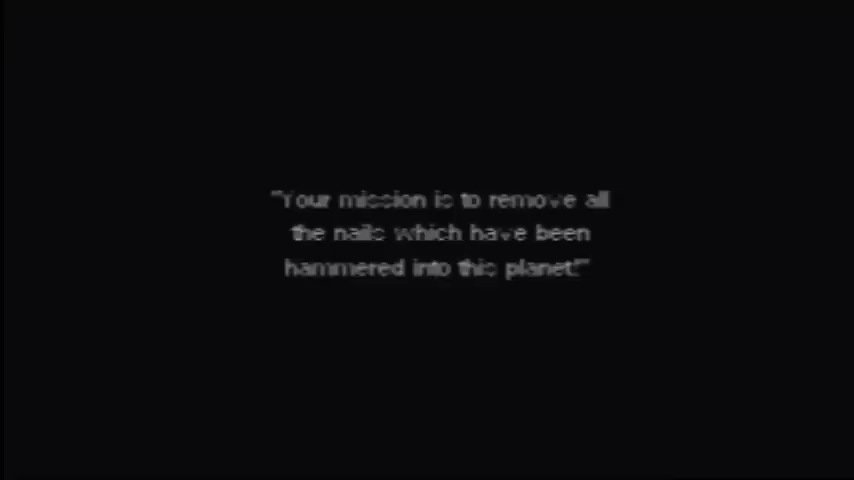 "Your mission is to remove all
the nails which have been
hammered into this planet!"